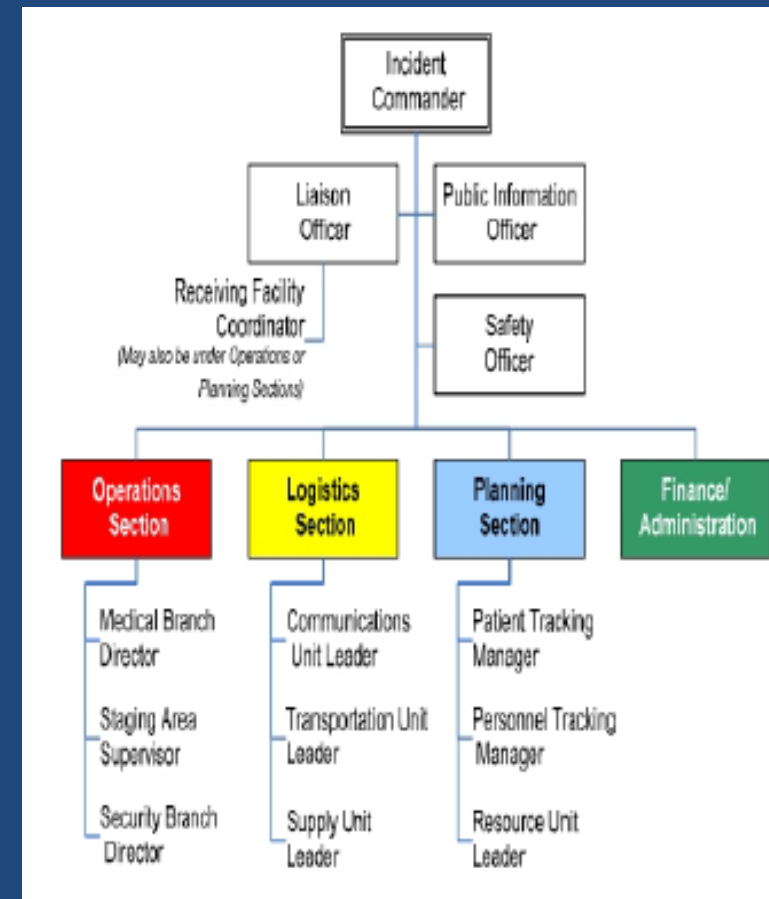 Incident
Commander
Liaison
Officer
Public Information
Officer
Receiving Facility
Coordinator
(May also be under Operations or
Planning Sections)
Safety
Officer
Operations
Section
Logistics
Section
Planning
Section
Finance/
Administration
Medical Branch
Director
Staging Area
Supervisor
Security Branch
Director
Communications
Unit Leader
Transportation Unit
Leader
Supply Unit
Leader
Patient Tracking
Manager
Personnel Tracking
Manager
Resource Unit
Leader